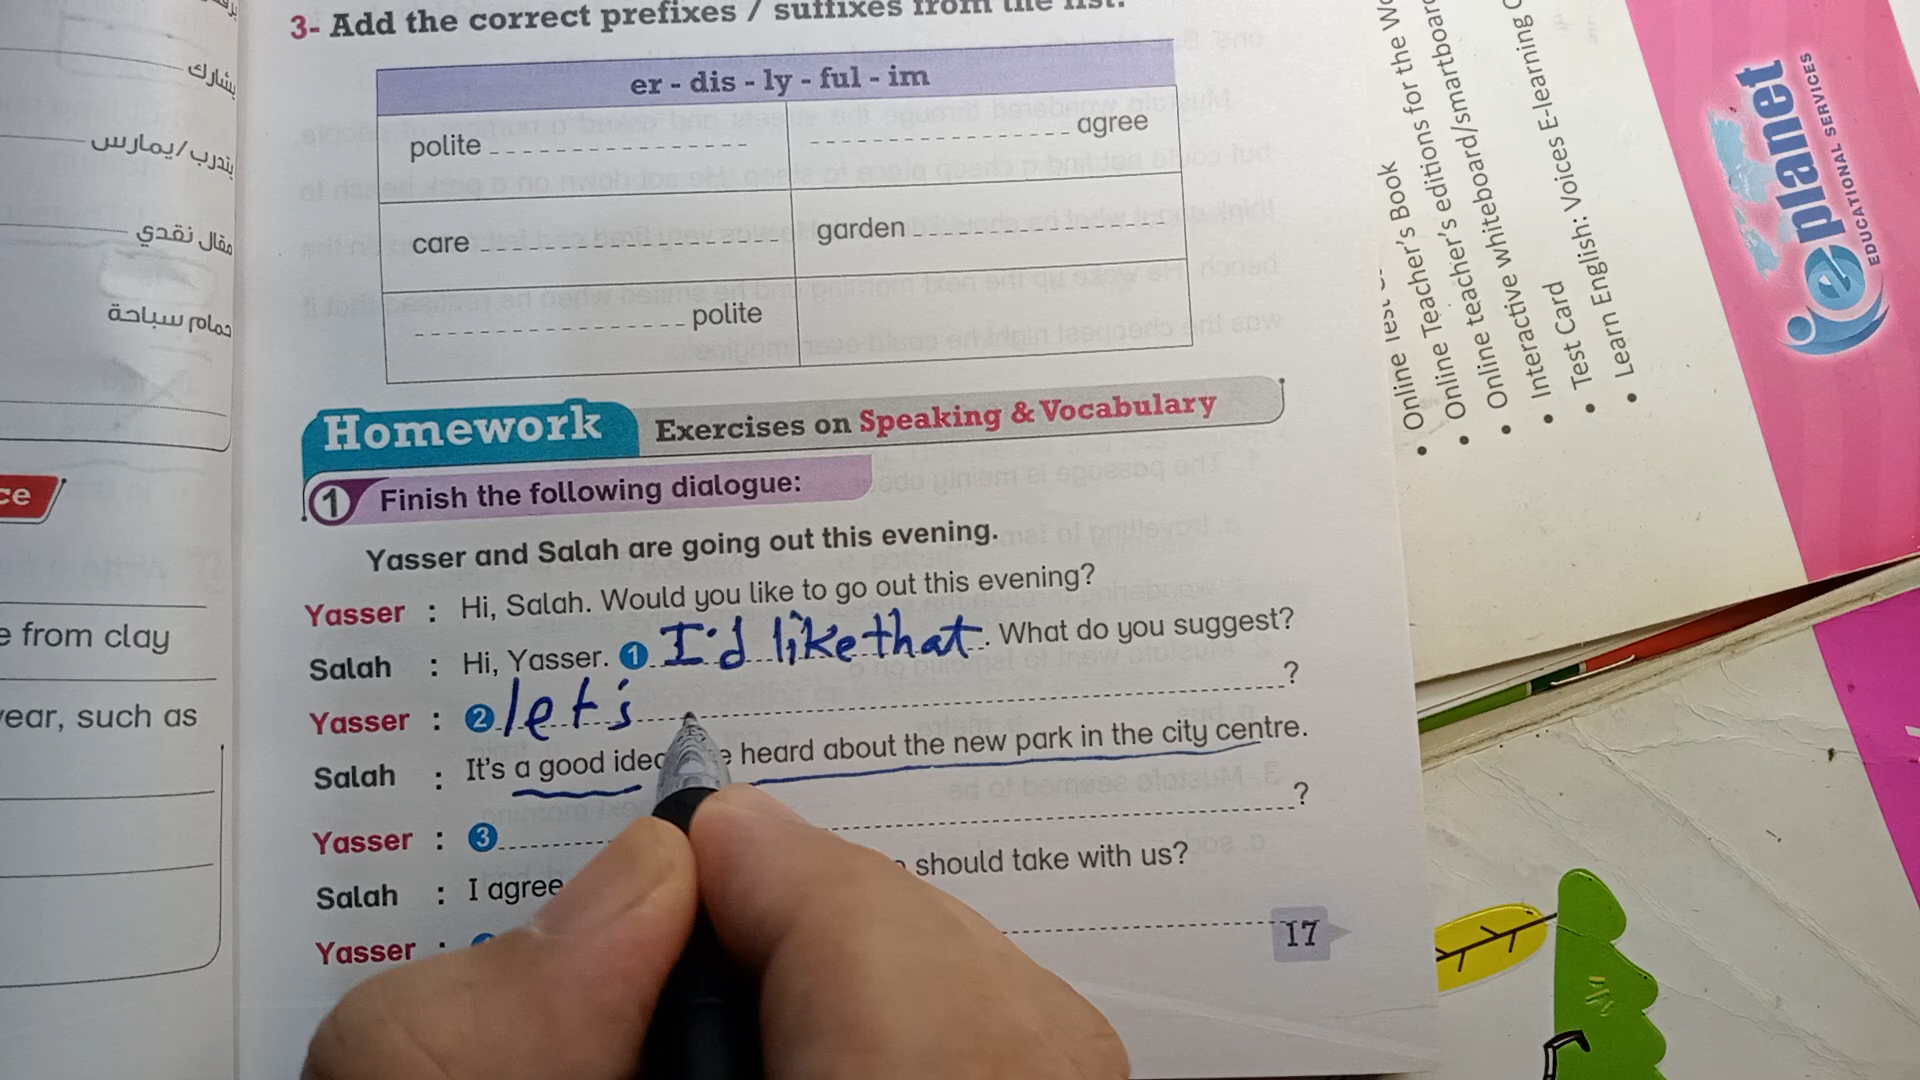 3- Add the correct prefixes / suffixes from the list:
er - dis - ly - ful - im
polite
agree
care
garden
polite
Homework Exercises on Speaking & Vocabulary
1 Finish the following dialogue:
Yasser and Salah are going out this evening.
Yasser : Hi, Salah. Would you like to go out this evening?
Salah : Hi, Yasser. 1 I'd like that. What do you suggest?
Yasser : 2 let's ?
Salah : It's a good idea heard about the new park in the city centre.
Yasser : 3 ?
Salah : I agree should take with us?
Yasser :
17
يشارك
يتدرب/يمارس
مقال نقدي
حمام سباحة
ce
from clay
year, such as
• Online Test
• Online Teacher's Book
• Online teacher's editions for the
• Online teacher's/smartboard
• Interactive whiteboard/smartboard
• Test Card
• Learn English: Voices E-learning
planet
EDUCATIONAL SERVICES